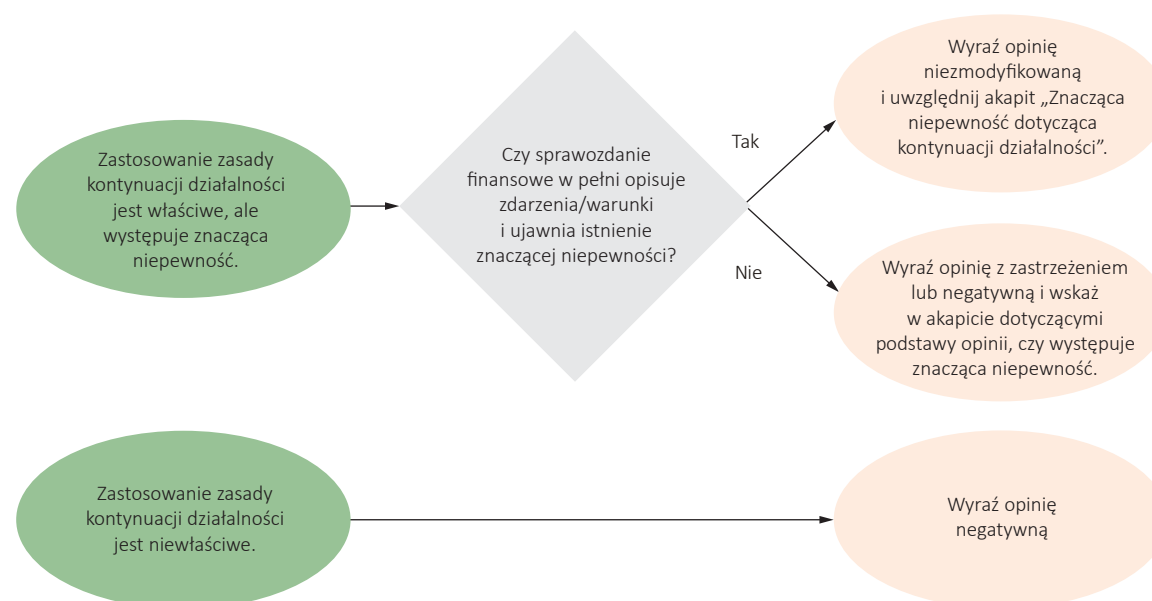 Zastosowanie zasady
kontynuacji działalności
jest właściwe, ale
występuje znacząca
niepewność.
Czy sprawozdanie
finansowe w pełni opisuje
zdarzenia/warunki
i ujawnia istnienie
znaczącej niepewności?
Tak
Wyraź opinię
niezmodyfikowaną
i uwzględnij akapit „Znacząca
niepewność dotycząca
kontynuacji działalności”.
Nie
Wyraź opinię z zastrzeżeniem
lub negatywną i wskaż
w akapicie dotyczącymi
podstawy opinii, czy występuje
znacząca niepewność.
Zastosowanie zasady
kontynuacji działalności
jest niewłaściwe.
Wyraź opinię
negatywną